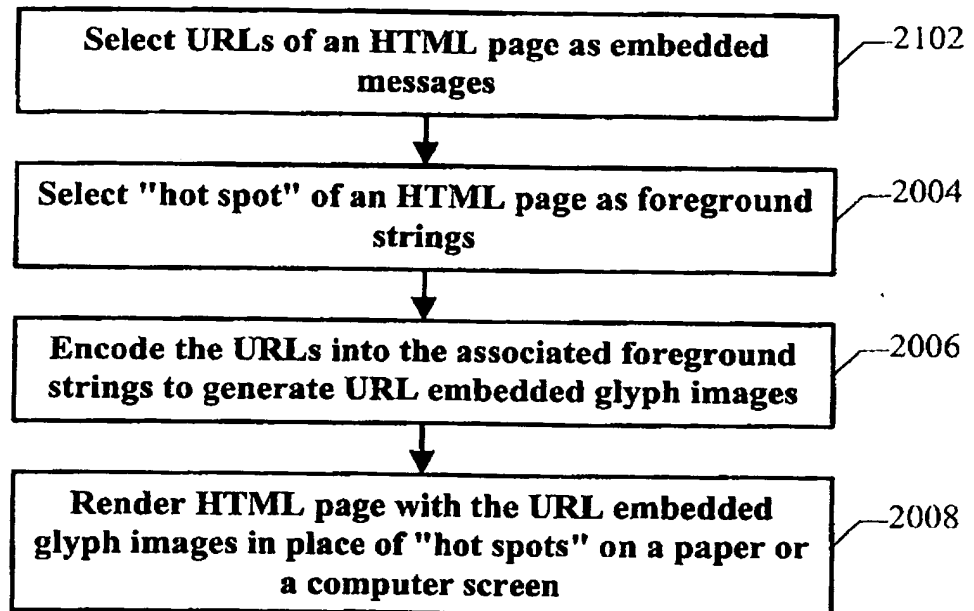 Select URLs of an HTML page as embedded
messages
2102
Select "hot spot" of an HTML page as foreground
strings
2004
Encode the URLs into the associated foreground
strings to generate URL embedded glyph images
2006
Render HTML page with the URL embedded
glyph images in place of "hot spots" on a paper or
a computer screen
2008